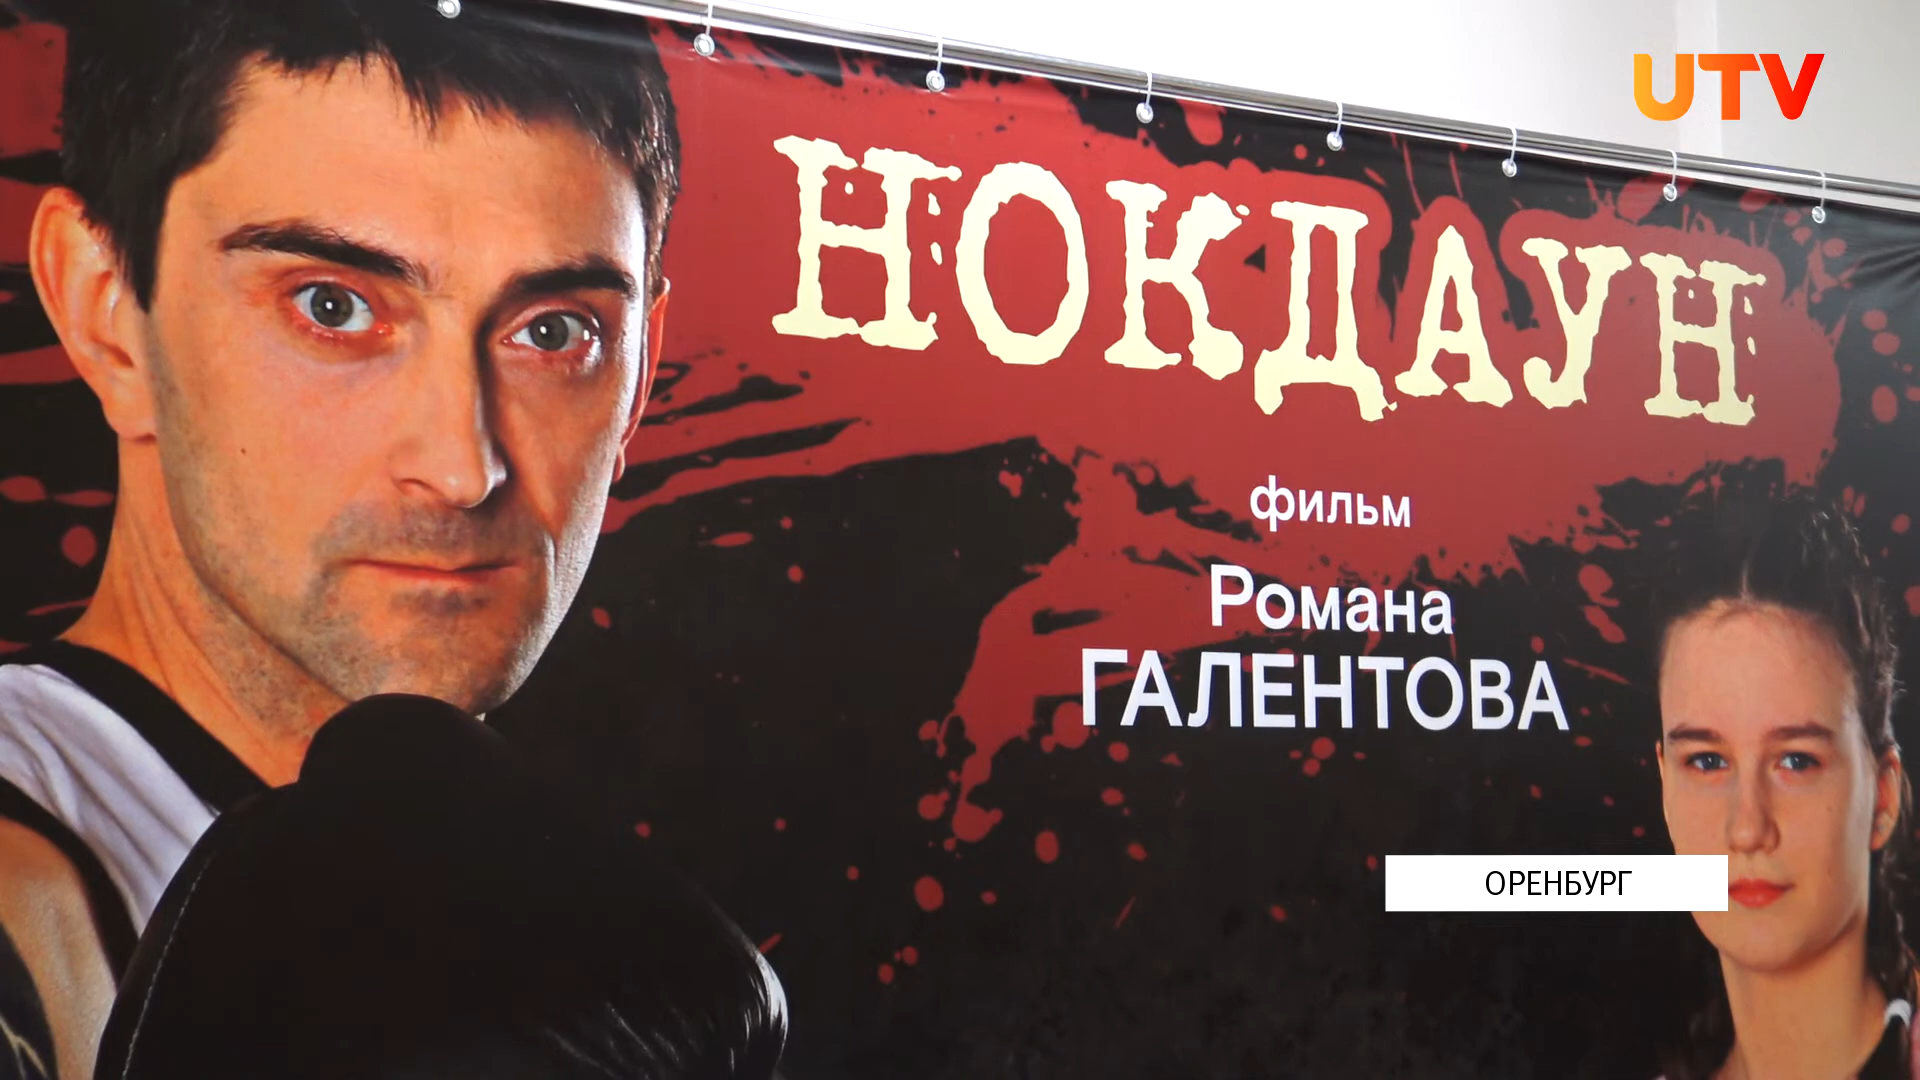 UTV
НОКДАУН
фильм
Романа
ГАЛЕНТОВА
ОРЕНБУРГ